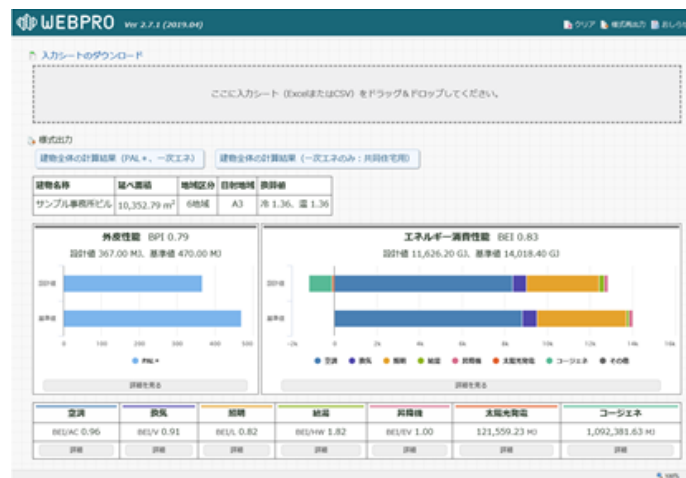 WEBPRO Ver 2.7.1 (2019.04)
クリア 様式再出力 おしらせ
入力シートのダウンロード
ここに入力シート（ExcelまたはCSV）をドラッグ&ドロップしてください。
様式出力
建物全体の計算結果（PAL*、一次エネ） 建物全体の計算結果（一次エネのみ：共同住宅用）
建物名称 延べ面積 地域区分 日射地域 換算値
サンプル事務所ビル 10,352.79 m² 6地域 A3 冷 1.36、温 1.36
外皮性能 BPI 0.79
設計値 367.00 MJ、基準値 470.00 MJ
設計値
基準値
0 100 200 300 400 500
PAL*
詳細を見る
エネルギー消費性能 BEI 0.83
設計値 11,626.20 GJ、基準値 14,018.40 GJ
設計値
基準値
-2k 0 2k 4k 6k 8k 10k 12k 14k 16k
空調 換気 照明 給湯 昇降機 太陽光発電 コージェネ その他
詳細を見る
空調 換気 照明 給湯 昇降機 太陽光発電 コージェネ
BEI/AC 0.96 BEI/V 0.91 BEI/L 0.82 BEI/HW 1.82 BEI/EV 1.00 121,559.23 MJ 1,092,381.63 MJ
詳細 詳細 詳細 詳細 詳細 詳細 詳細
100%